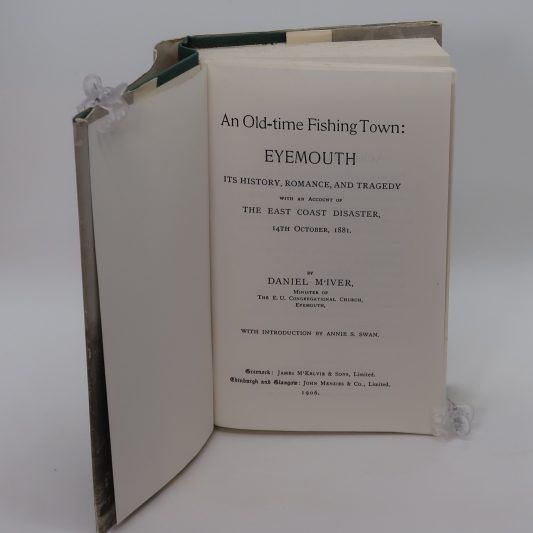 An Old-time Fishing Town:
EYEMOUTH
ITS HISTORY, ROMANCE, AND TRAGEDY
WITH AN ACCOUNT OF
THE EAST COAST DISASTER,
14TH OCTOBER, 1881.
BY
DANIEL M'IVER,
MINISTER OF
THE E. U. CONGREGATIONAL CHURCH,
EYEMOUTH,
WITH INTRODUCTION BY ANNIE S. SWAN.
Greenock: JAMES M'KELVIE & SONS, LIMITED.
Edinburgh and Glasgow: JOHN MENZIES & CO., LIMITED.
1906.